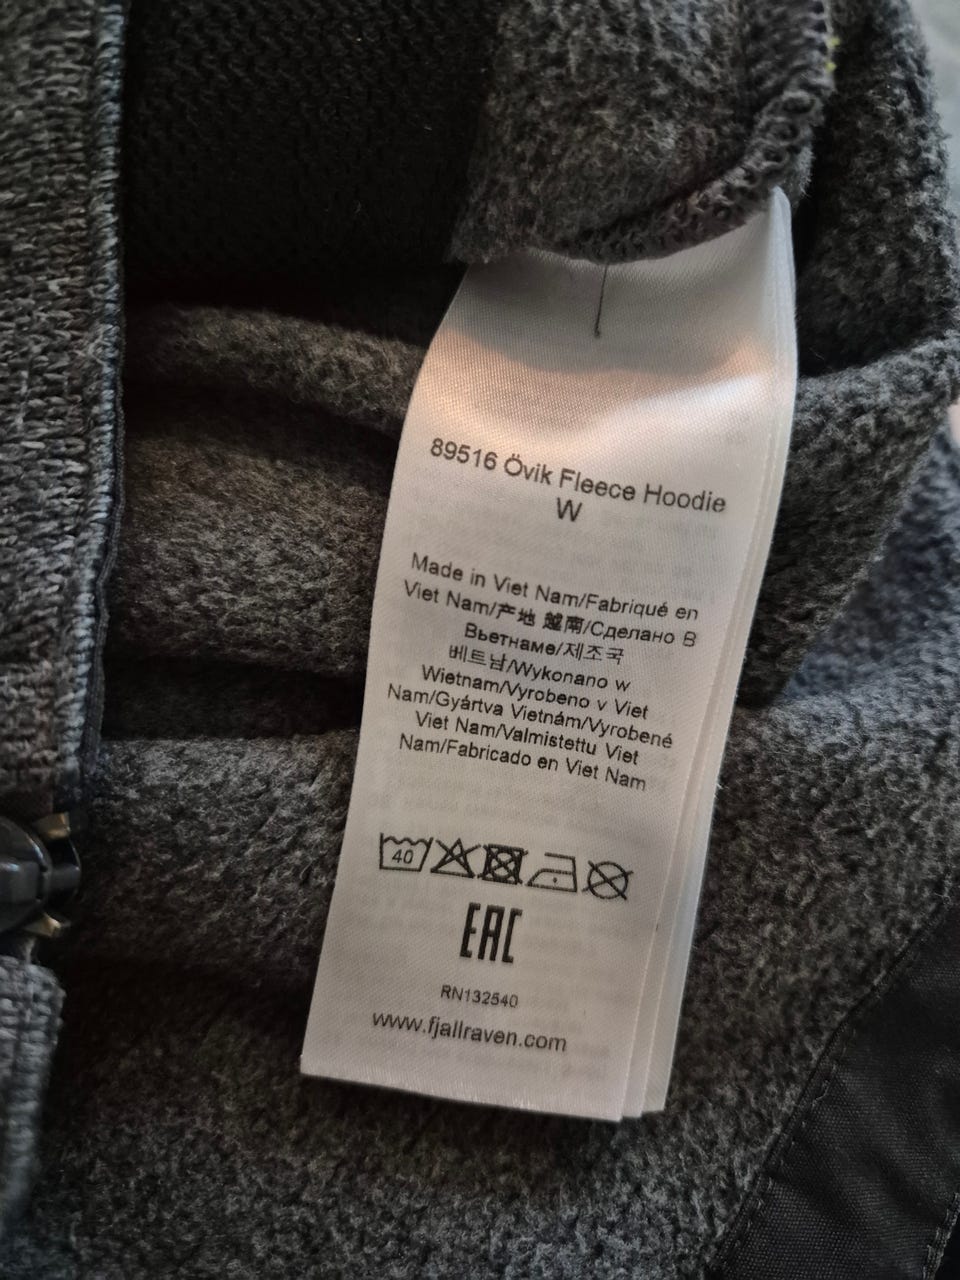 89516 Övik Fleece Hoodie
W
Made in Viet Nam/Fabriqué en
Viet Nam/产地 越南/Сделано В
Вьетнаме/제조국
베트남/Wykonano w
Wietnam/Vyrobeno v Viet
Nam/Gyártva Vietnám/Vyrobené
Viet Nam/Valmistettu Viet
Nam/Fabricado en Viet Nam
40
EAC
RN132540
www.fjallraven.com